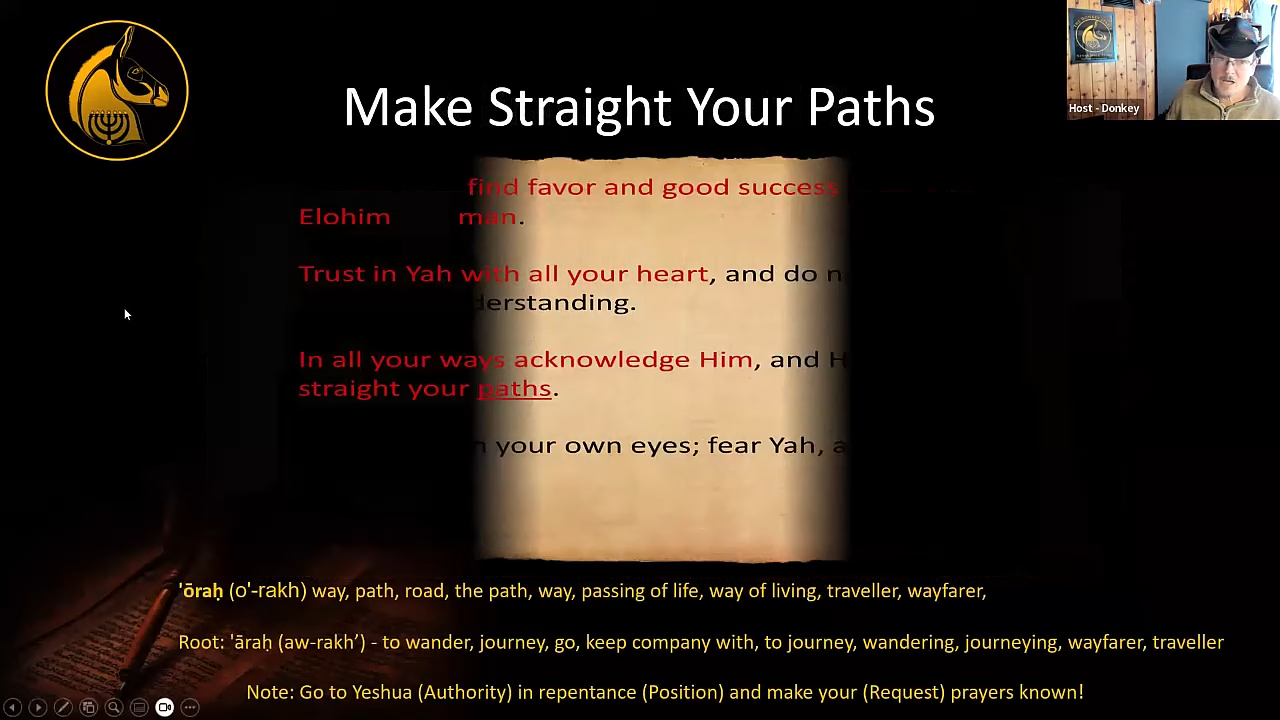 Make Straight Your Paths
Host - Donkey
find favor and good success
Elohim man.
Trust in Yah with all your heart, and do n
derstanding.
In all your ways acknowledge Him, and H
straight your paths.
your own eyes; fear Yah, a
'ōraḥ (o'-rakh) way, path, road, the path, way, passing of life, way of living, traveller, wayfarer,
Root: 'āraḥ (aw-rakh’) - to wander, journey, go, keep company with, to journey, wandering, journeying, wayfarer, traveller
Note: Go to Yeshua (Authority) in repentance (Position) and make your (Request) prayers known!